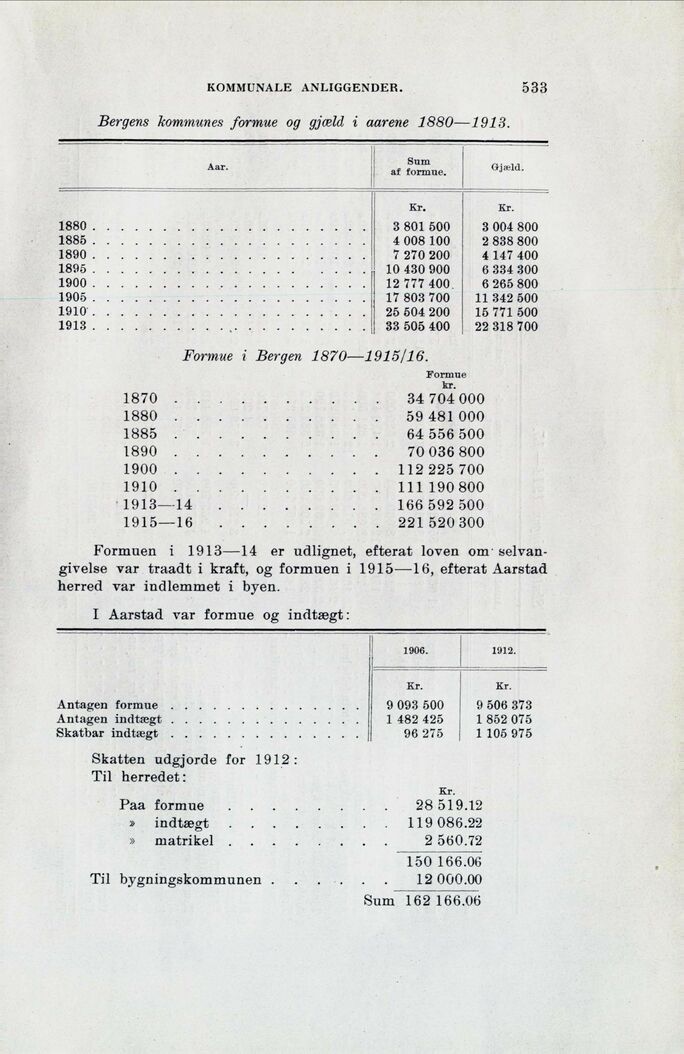 KOMMUNALE ANLIGGENDER. 533
Bergens kommunes formue og gjæld i aarene 1880—1913.
Aar. Sum af formue. Gjæld.
Kr. Kr.
1880 . . . . . . . . . . . . . . . . . . . . 3 801 500 3 004 800
1885 . . . . . . . . . . . . . . . . . . . . 4 008 100 2 838 800
1890 . . . . . . . . . . . . . . . . . . . . 7 270 200 4 147 400
1895 . . . . . . . . . . . . . . . . . . . . 10 430 900 6 334 300
1900 . . . . . . . . . . . . . . . . . . . . 12 777 400 6 265 800
1905 . . . . . . . . . . . . . . . . . . . . 17 803 700 11 342 500
1910 . . . . . . . . . . . . . . . . . . . . 25 504 200 15 771 500
1913 . . . . . . . . . . . . . . . . . . . . 33 505 400 22 318 700
Formue i Bergen 1870—1915/16.
Formue
kr.
1870 . . . . . . . . . . 34 704 000
1880 . . . . . . . . . . 59 481 000
1885 . . . . . . . . . . 64 556 500
1890 . . . . . . . . . . 70 036 800
1900 . . . . . . . . . . 112 225 700
1910 . . . . . . . . . . 111 190 800
1913—14 . . . . . . . . 166 592 500
1915—16 . . . . . . . . 221 520 300
Formuen i 1913—14 er udlignet, efterat loven om selvan-
givelse var traadt i kraft, og formuen i 1915—16, efterat Aarstad
herred var indlemmet i byen.
I Aarstad var formue og indtægt:
1906. 1912.
Kr. Kr.
Antagen formue . . . . . . . . . . . . . . 9 093 500 9 506 373
Antagen indtægt . . . . . . . . . . . . . . 1 482 425 1 852 075
Skatbar indtægt . . . . . . . . . . . . . . 96 275 1 105 975
Skatten udgjorde for 1912:
Til herredet:
Kr.
Paa formue . . . . . . . . 28 519.12
» indtægt . . . . . . . . 119 086.22
» matrikel . . . . . . . . 2 560.72
150 166.06
Til bygningskommunen . . . . . . 12 000.00
Sum 162 166.06